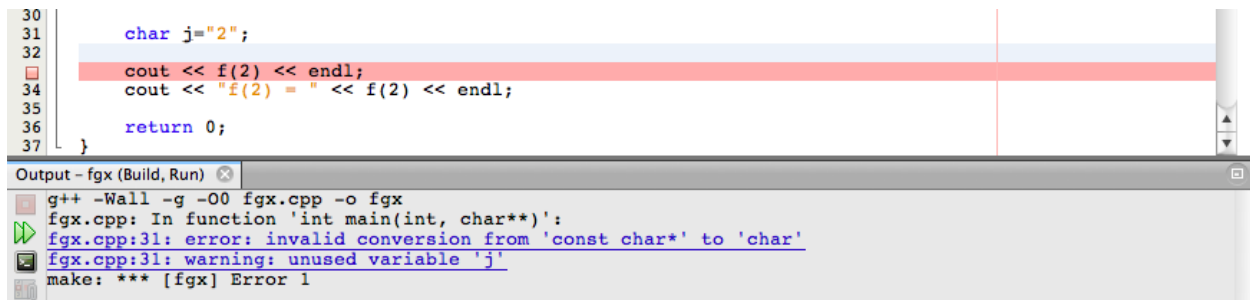 30
31 char j="2";
32
cout << f(2) << endl;
34 cout << "f(2) = " << f(2) << endl;
35
36 return 0;
37 }
Output – fgx (Build, Run)
g++ -Wall -g -O0 fgx.cpp -o fgx
fgx.cpp: In function 'int main(int, char**)':
fgx.cpp:31: error: invalid conversion from 'const char*' to 'char'
fgx.cpp:31: warning: unused variable 'j'
make: *** [fgx] Error 1